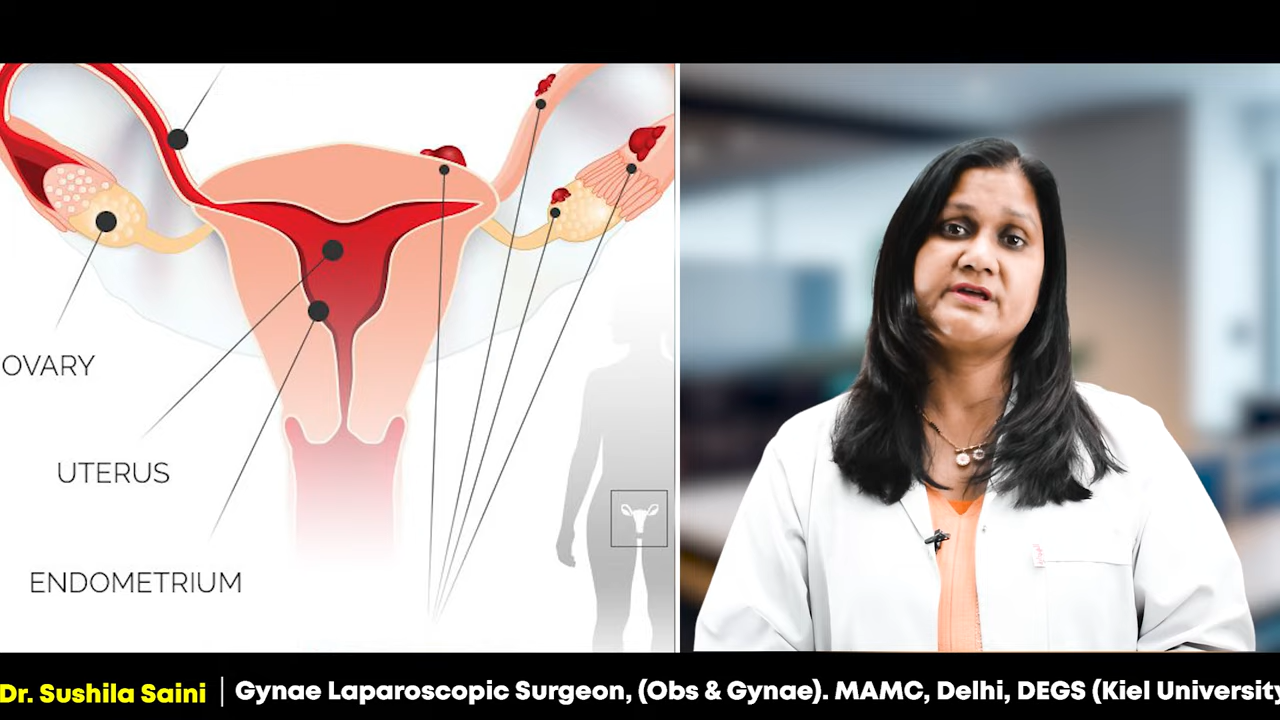 OVARY
UTERUS
ENDOMETRIUM
Dr. Sushila Saini | Gynae Laparoscopic Surgeon, (Obs & Gynae). MAMC, Delhi, DEGS (Kiel University